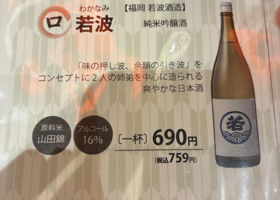 わかなみ
若波
【福岡 若波酒造】
純米吟醸酒
「味の押し波、余韻の引き波」を
コンセプトに2人の姉弟を中心に造られる
爽やかな日本酒
原料米
山田錦
アルコール
16%
［一杯］690円
（税込759円）
若